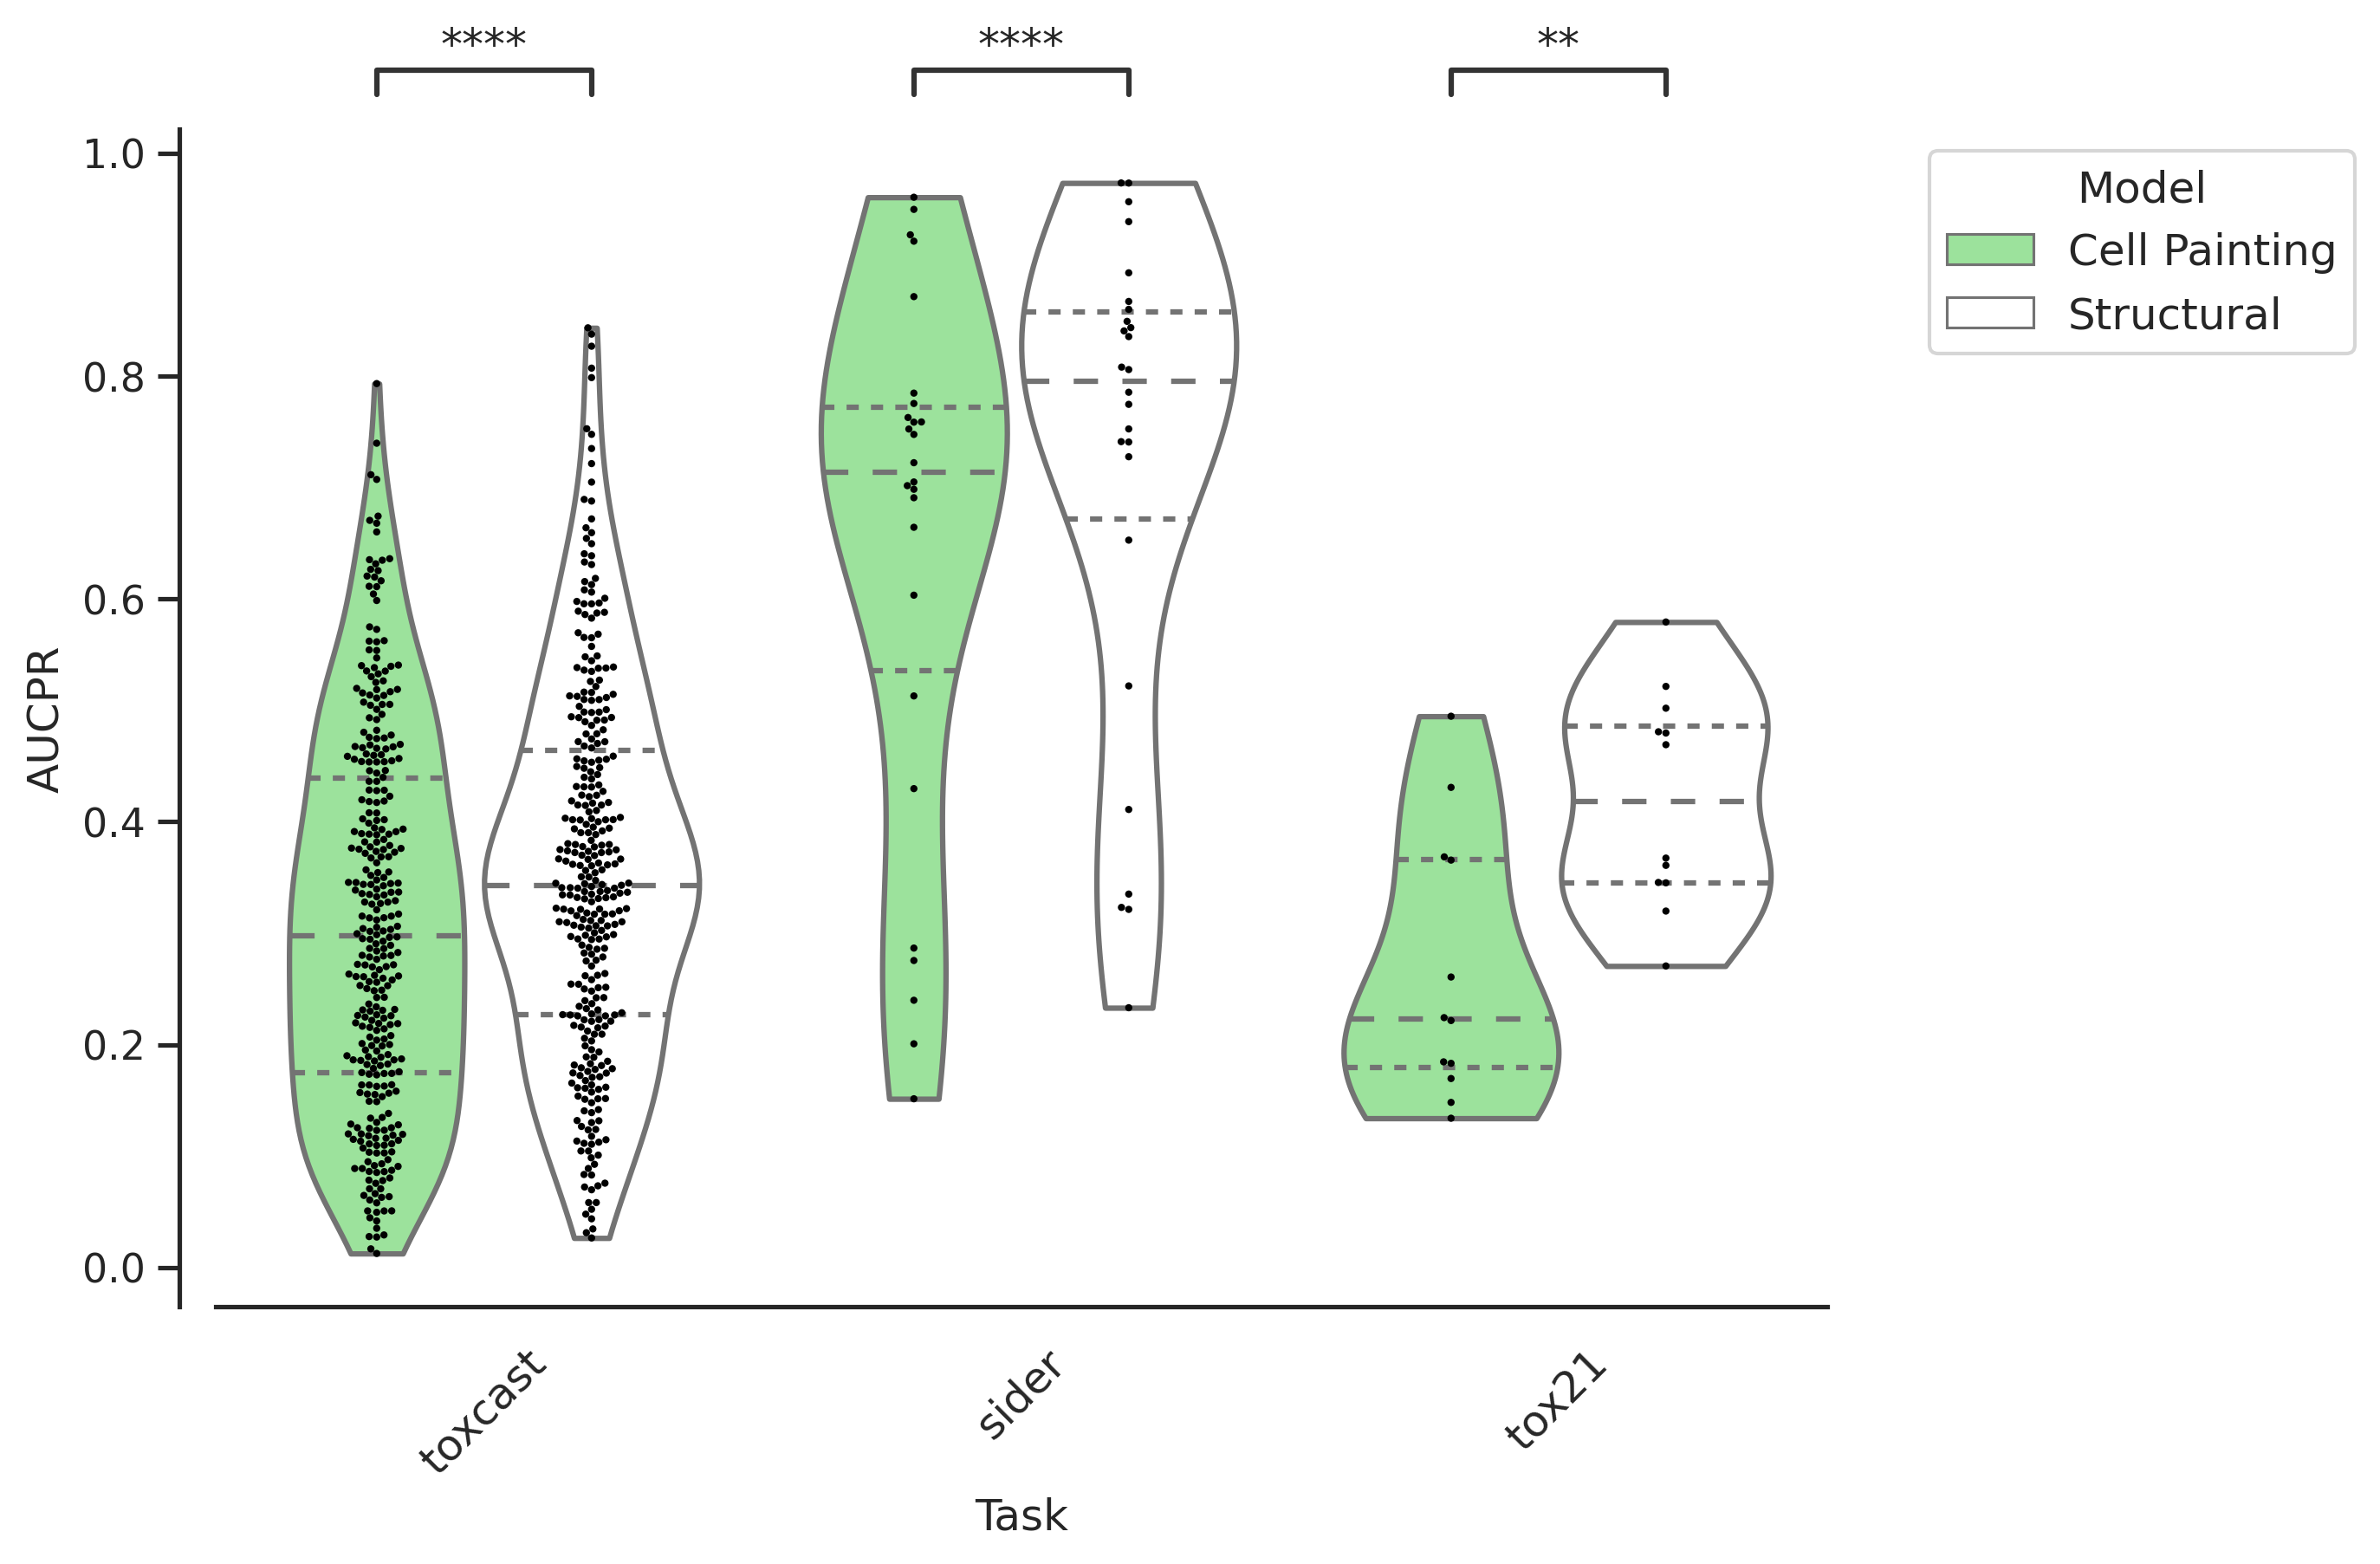 **** **** **
1.0
0.8
0.6
0.4
0.2
0.0
AUCPR
toxcast
sider
tox21
Task
Model
Cell Painting
Structural